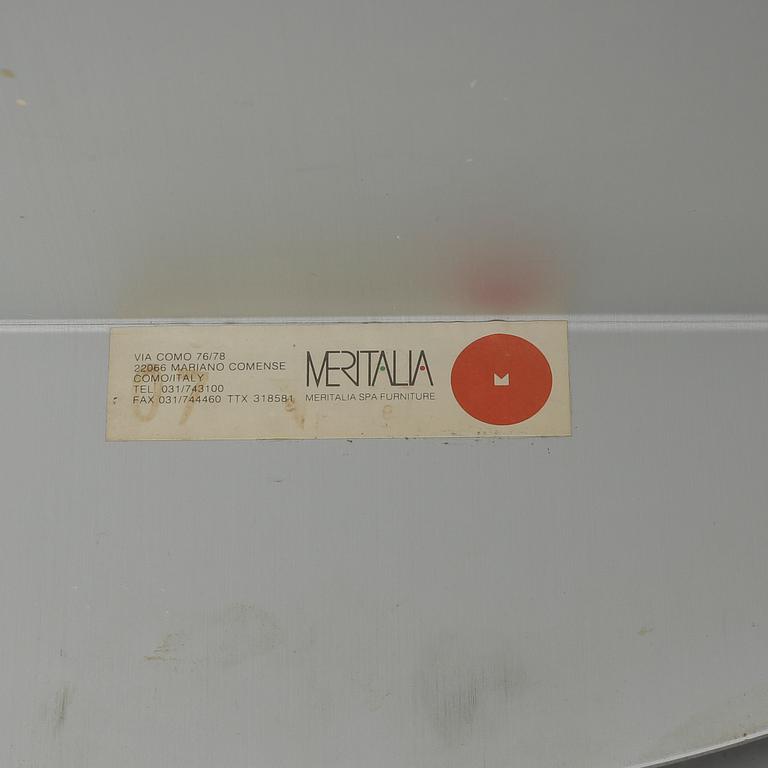 VIA COMO 76/78
22066 MARIANO COMENSE
COMO/ITALY
TEL. 031/743100
FAX 031/744460 TTX 318581
MERITALIA
MERITALIA SPA FURNITURE
M